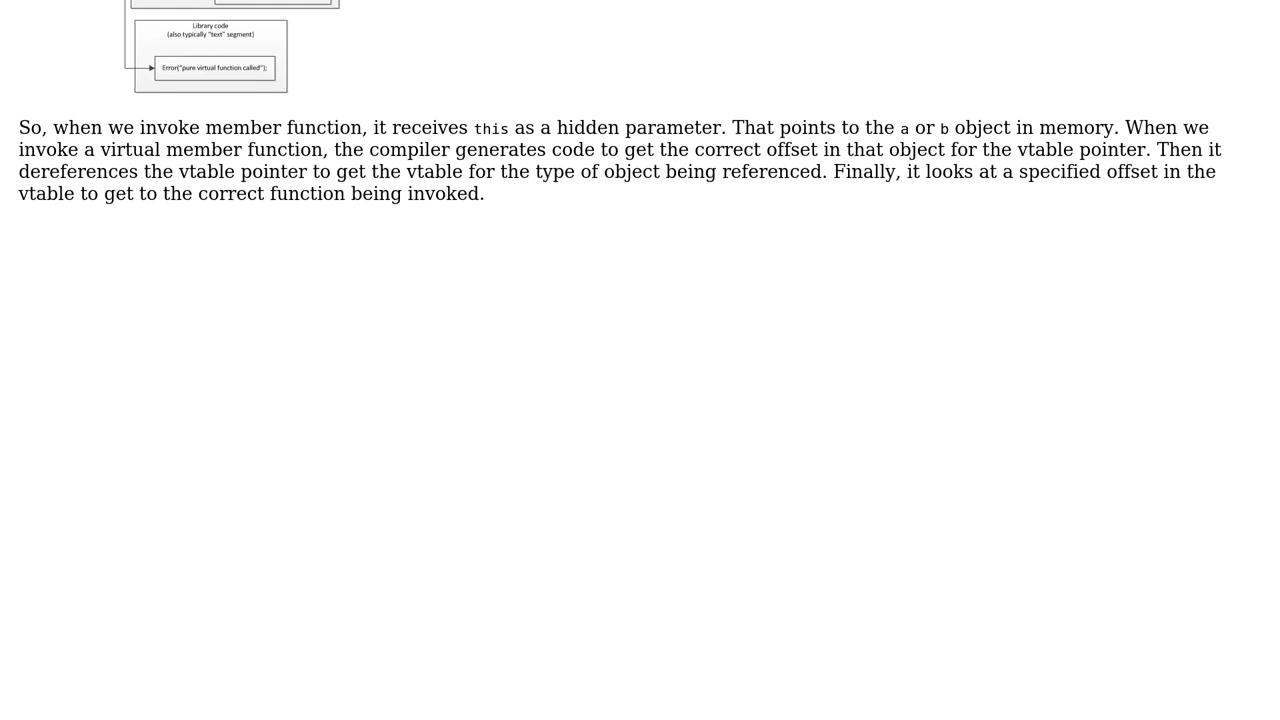 Library code
(also typically "text" segment)
Error("pure virtual function called");
So, when we invoke member function, it receives this as a hidden parameter. That points to the a or b object in memory. When we
invoke a virtual member function, the compiler generates code to get the correct offset in that object for the vtable pointer. Then it
dereferences the vtable pointer to get the vtable for the type of object being referenced. Finally, it looks at a specified offset in the
vtable to get to the correct function being invoked.